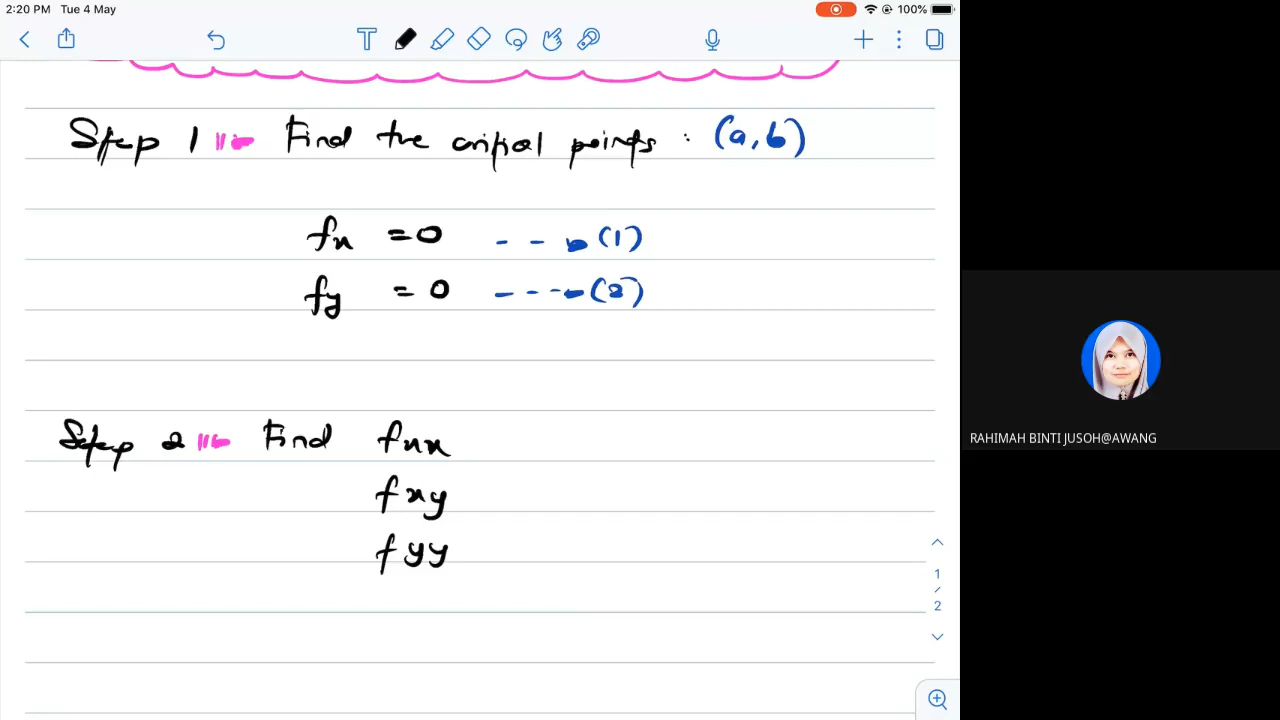 2:20 PM Tue 4 May
100%
Step 1 Find the critical points : (a, b)
fx = 0 - - - (1)
fy = 0 - - - (2)
Step 2 Find fxx
fxy
fyy
1
/
2
RAHIMAH BINTI JUSOH@AWANG